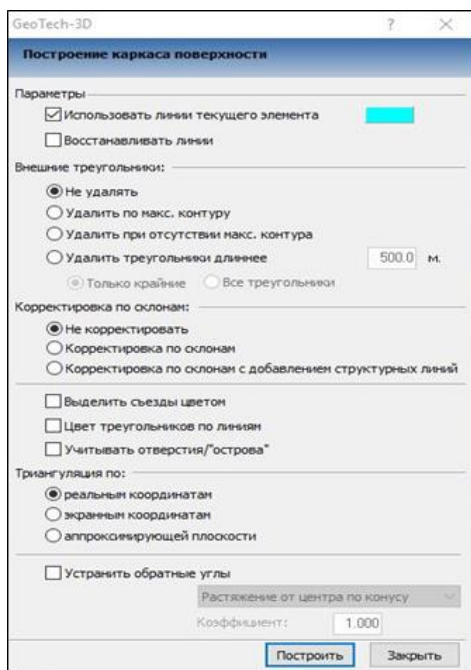 GeoTech-3D
?
Построение каркаса поверхности
Параметры
Использовать линии текущего элемента
Восстанавливать линии
Внешние треугольники:
Не удалять
Удалить по макс. контуру
Удалить при отсутствии макс. контура
Удалить треугольники длиннее 500.0 м.
Только крайние Все треугольники
Корректировка по склонам:
Не корректировать
Корректировка по склонам
Корректировка по склонам с добавлением структурных линий
Выделить съезды цветом
Цвет треугольников по линиям
Учитывать отверстия/"острова"
Триангуляция по:
реальным координатам
экранным координатам
аппроксимирующей плоскости
Устранить обратные углы
Растяжение от центра по конусу
Коэффициент: 1.000
Построить Закрыть